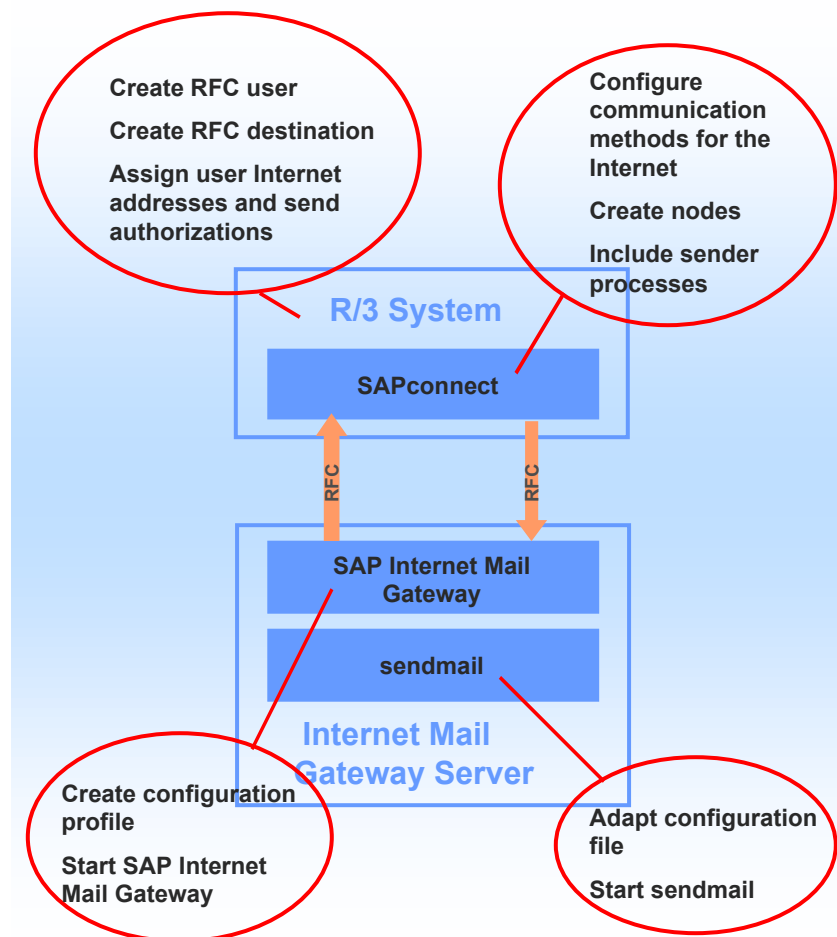 Create RFC user
Create RFC destination
Assign user Internet
addresses and send
authorizations
Configure
communication
methods for the
Internet
Create nodes
Include sender
processes
R/3 System
SAPconnect
RFC
RFC
SAP Internet Mail
Gateway
sendmail
Internet Mail
Gateway Server
Create configuration
profile
Start SAP Internet
Mail Gateway
Adapt configuration
file
Start sendmail